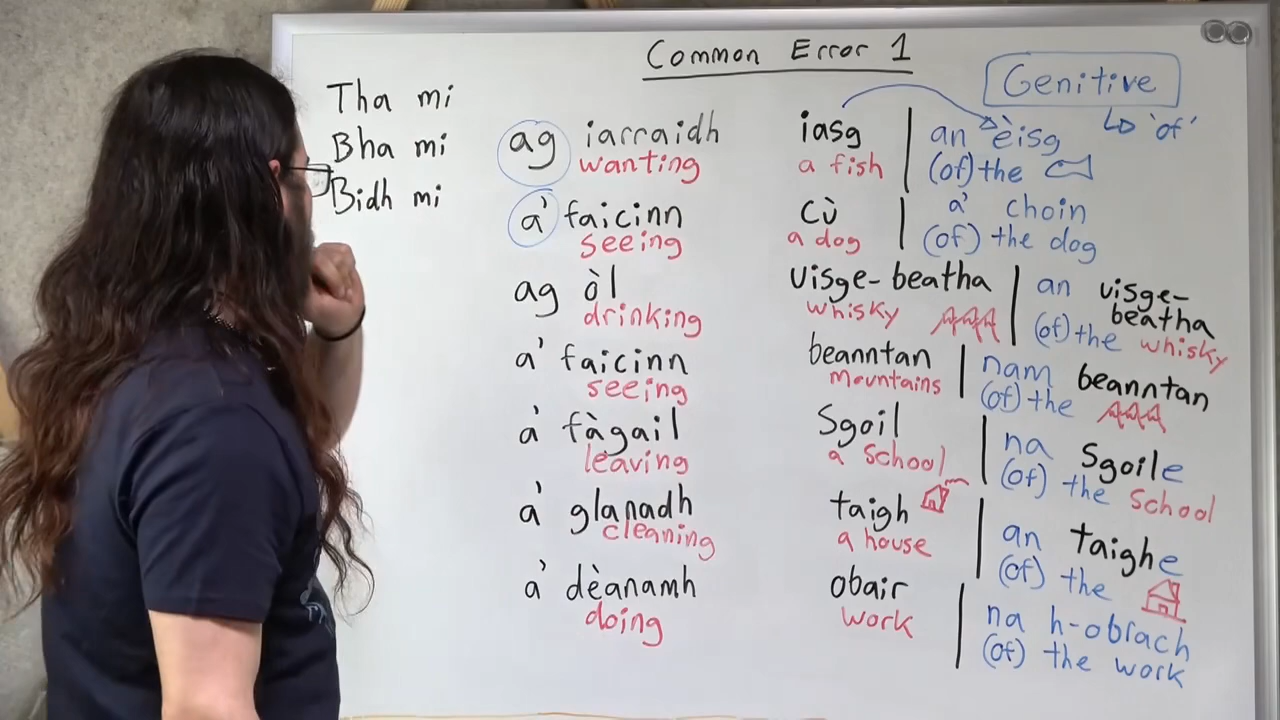 Common Error 1
Genitive
↳ 'of'
Tha mi
Bha mi
Bidh mi
ag iarraidh iasg an èisg
wanting a fish (of) the
a' faicinn cù a' choin
seeing a dog (of) the dog
ag òl uisge-beatha an uisge-beatha
drinking whisky (of) the whisky
a' faicinn beanntan nam beanntan
seeing mountains (of) the
a' fàgail sgoil na sgoile
leaving a school (of) the school
a' glanadh taigh an taighe
cleaning a house (of) the
a' dèanamh obair na h-obrach
doing work (of) the work